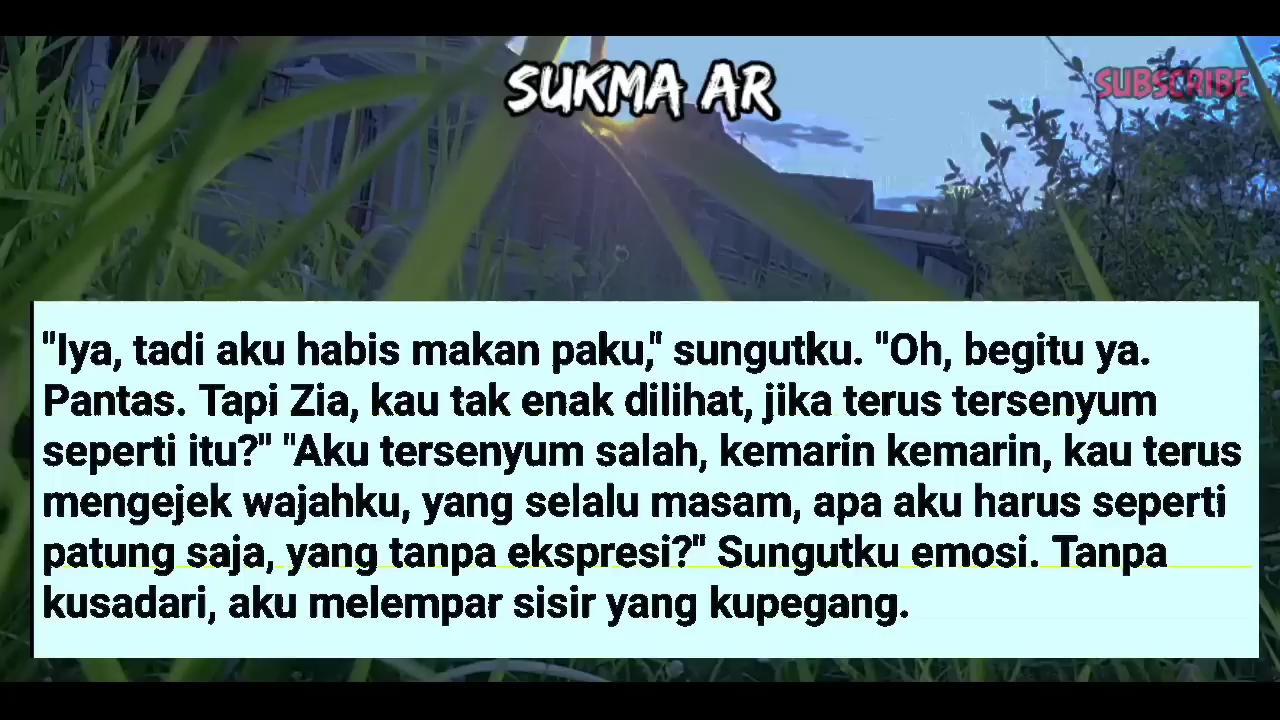 SUKMA AR
SUBSCRIBE
"Iya, tadi aku habis makan paku," sungutku. "Oh, begitu ya.
Pantas. Tapi Zia, kau tak enak dilihat, jika terus tersenyum
seperti itu?" "Aku tersenyum salah, kemarin kemarin, kau terus
mengejek wajahku, yang selalu masam, apa aku harus seperti
patung saja, yang tanpa ekspresi?" Sungutku emosi. Tanpa
kusadari, aku melempar sisir yang kupegang.